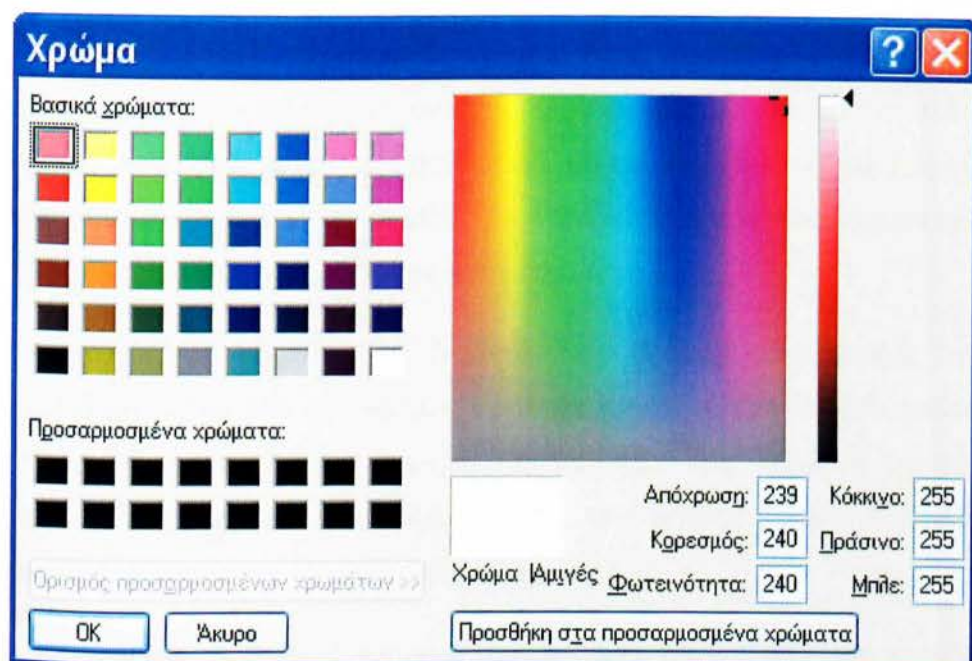 Χρώμα
Βασικά χρώματα:
Προσαρμοσμένα χρώματα:
Ορισμός προσαρμοσμένων χρωμάτων >>
OK Άκυρο
Απόχρωση: 239 Κόκκινο: 255
Κορεσμός: 240 Πράσινο: 255
Χρώμα |Αμιγές Φωτεινότητα: 240 Μπλε: 255
Προσθήκη στα προσαρμοσμένα χρώματα